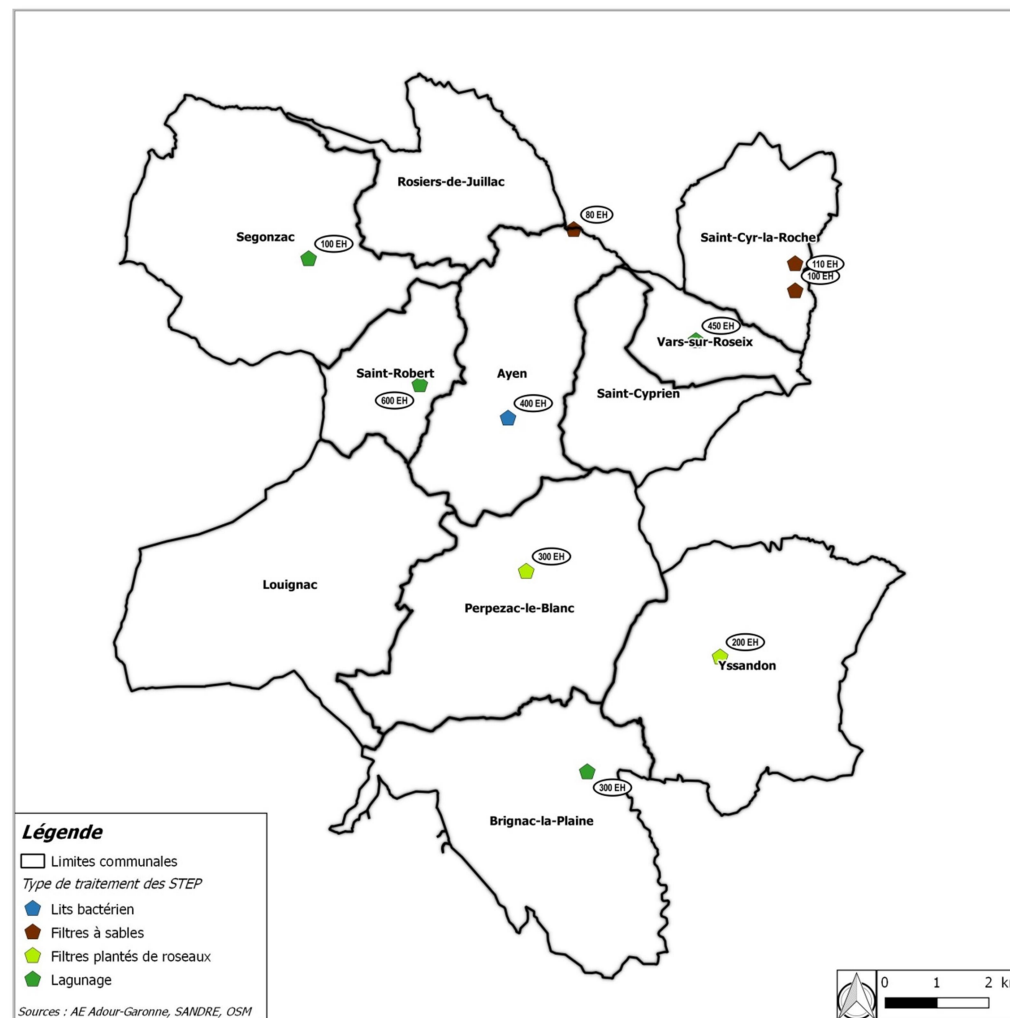 Rosiers-de-Juillac
80 EH
Segonzac
100 EH
Saint-Cyr-la-Roche
110 EH
100 EH
450 EH
Vars-sur-Roseix
Saint-Robert
600 EH
Ayen
400 EH
Saint-Cyprien
300 EH
Louignac
Perpezac-le-Blanc
200 EH
Yssandon
300 EH
Brignac-la-Plaine
Légende
Limites communales
Type de traitement des STEP
Lits bactérien
Filtres à sables
Filtres plantés de roseaux
Lagunage
Sources : AE Adour-Garonne, SANDRE, OSM
0 1 2 k